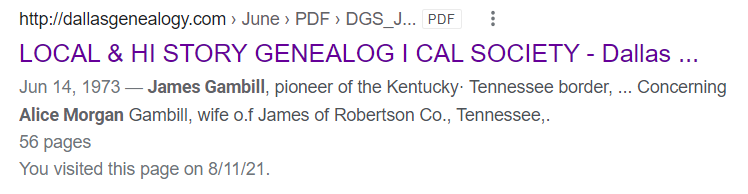 http://dallasgenealogy.com › June › PDF › DGS_J... PDF
LOCAL & HI STORY GENEALOG I CAL SOCIETY - Dallas ...
Jun 14, 1973 — James Gambill, pioneer of the Kentucky· Tennessee border, ... Concerning
Alice Morgan Gambill, wife o.f James of Robertson Co., Tennessee,.
56 pages
You visited this page on 8/11/21.